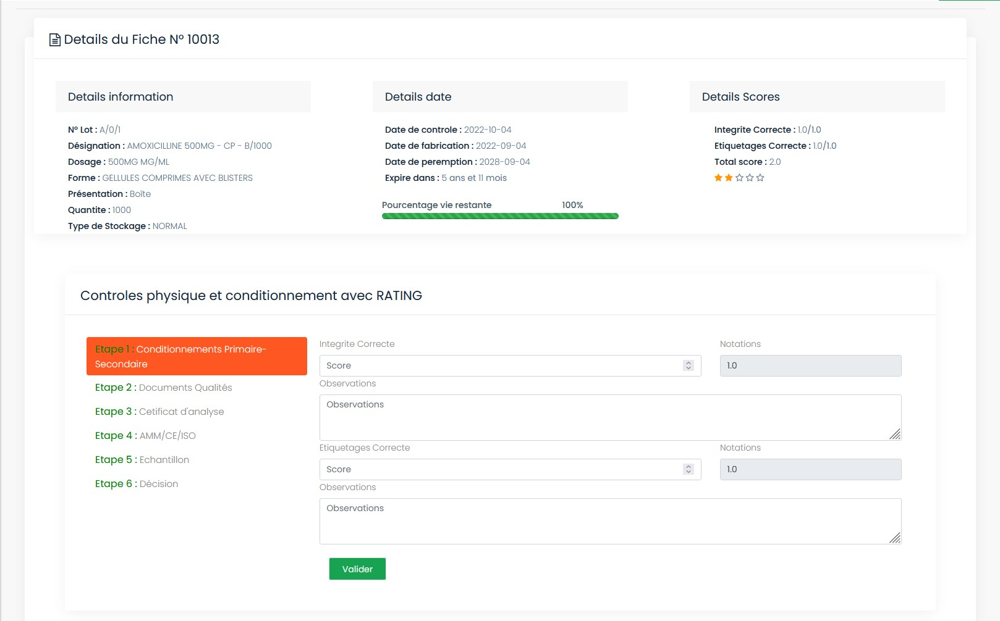 Details du Fiche N° 10013
Details information
N° Lot : A/0/1
Désignation : AMOXICILLINE 500MG - CP - B/1000
Dosage : 500MG MG/ML
Forme : GELLULES COMPRIMES AVEC BLISTERS
Présentation : Boîte
Quantite : 1000
Type de Stockage : NORMAL
Details date
Date de controle : 2022-10-04
Date de fabrication : 2022-09-04
Date de peremption : 2028-09-04
Expire dans : 5 ans et 11 mois
Pourcentage vie restante 100%
Details Scores
Integrite Correcte : 1.0/1.0
Etiquetages Correcte : 1.0/1.0
Total score : 2.0
Controles physique et conditionnement avec RATING
Etape 1 : Conditionnements Primaire-
Secondaire
Etape 2 : Documents Qualités
Etape 3 : Cetificat d'analyse
Etape 4 : AMM/CE/ISO
Etape 5 : Echantillon
Etape 6 : Décision
Integrite Correcte
Notations
Score
1.0
Observations
Observations
Etiquetages Correcte
Notations
Score
1.0
Observations
Observations
Valider